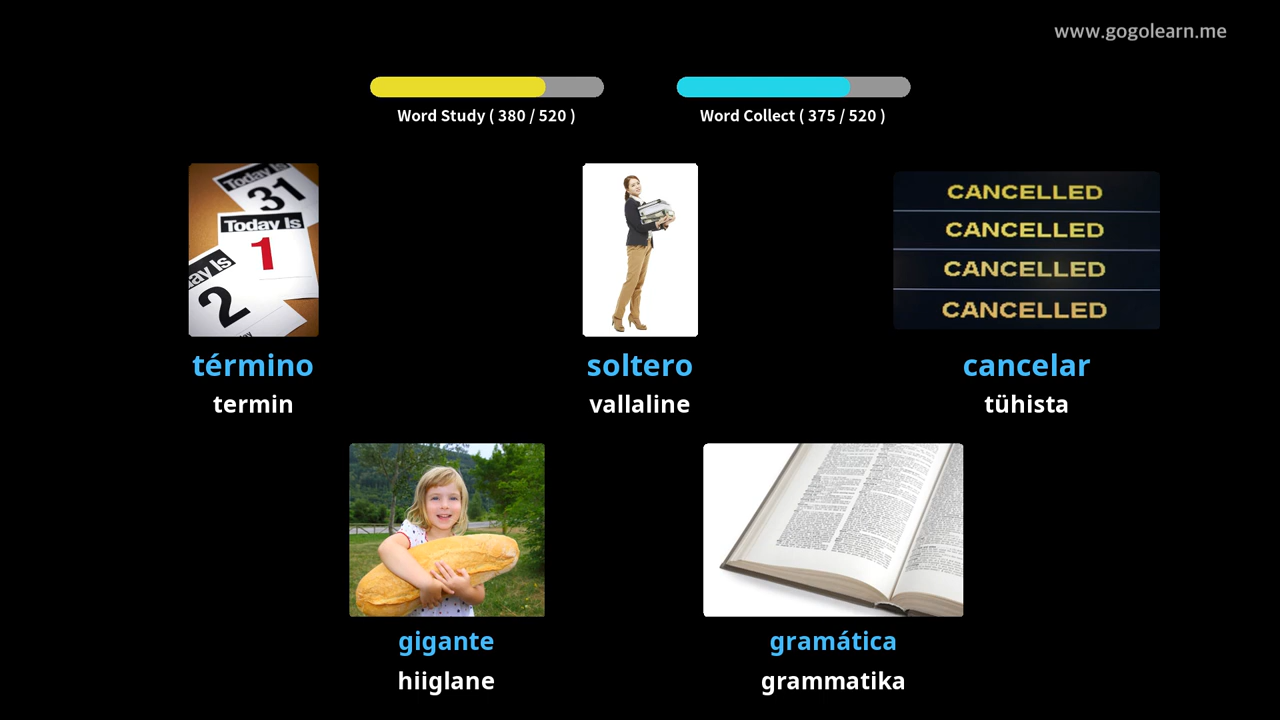 www.gogolearn.me
Word Study ( 380 / 520 )
Word Collect ( 375 / 520 )
Today Is
31
Today Is
1
ay Is
2
CANCELLED
CANCELLED
CANCELLED
CANCELLED
término
soltero
cancelar
termin
vallaline
tühista
gigante
gramática
hiiglane
grammatika